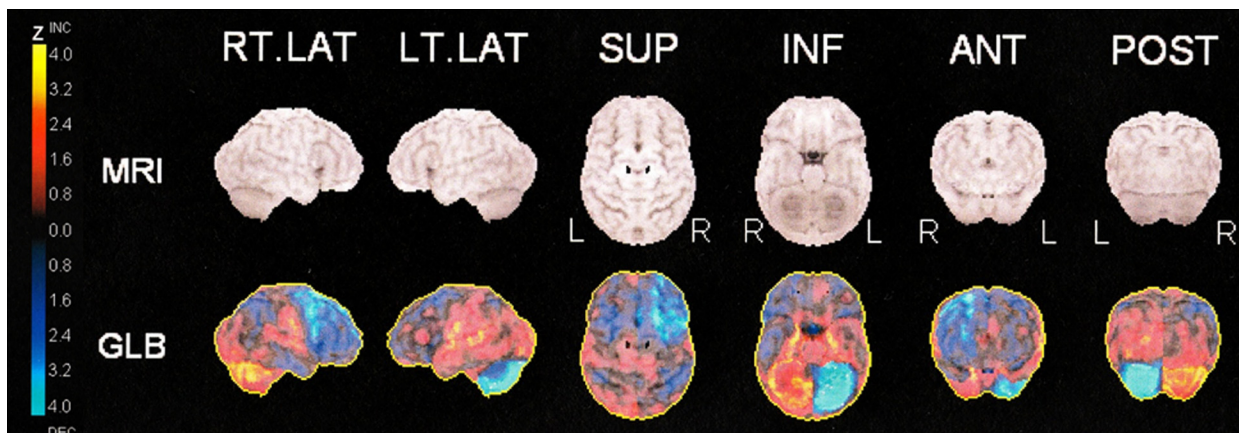 Z INC
RT.LAT LT.LAT SUP INF ANT POST
4.0
3.2
2.4
1.6
0.8
0.0
0.8
1.6
2.4
3.2
4.0
DEC
MRI
L R R L R L L R
GLB